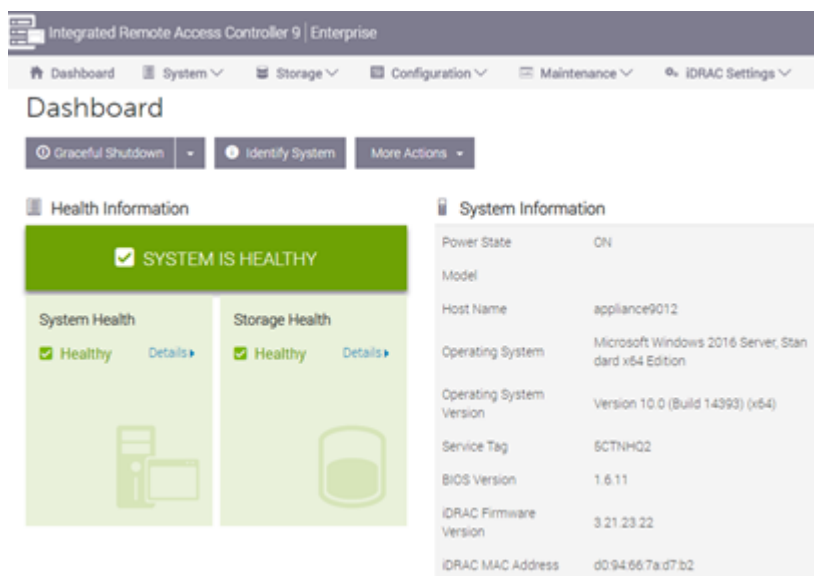 Integrated Remote Access Controller 9 | Enterprise
Dashboard System Storage Configuration Maintenance iDRAC Settings
Dashboard
Graceful Shutdown Identify System More Actions
Health Information
SYSTEM IS HEALTHY
System Health Storage Health
Healthy Details Healthy Details
System Information
Power State ON
Model
Host Name appliance9012
Operating System Microsoft Windows 2016 Server, Stan
dard x64 Edition
Operating System
Version Version 10.0 (Build 14393) (x64)
Service Tag 5CTNHQ2
BIOS Version 1.6.11
iDRAC Firmware
Version 3.21.23.22
iDRAC MAC Address d0:94:66:7a:d7:b2